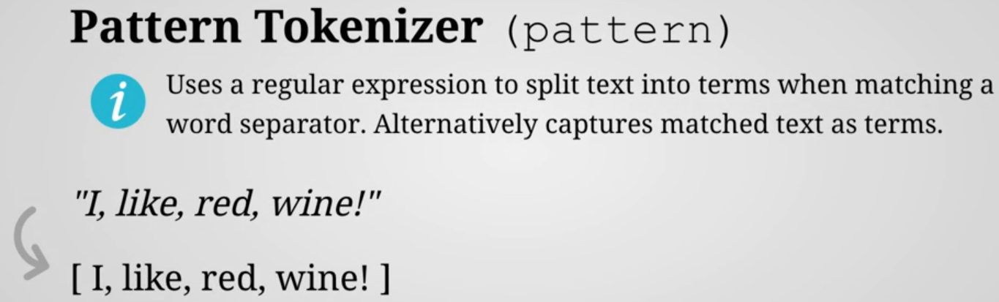 Pattern Tokenizer (pattern)
i Uses a regular expression to split text into terms when matching a
word separator. Alternatively captures matched text as terms.
"I, like, red, wine!"
[ I, like, red, wine! ]